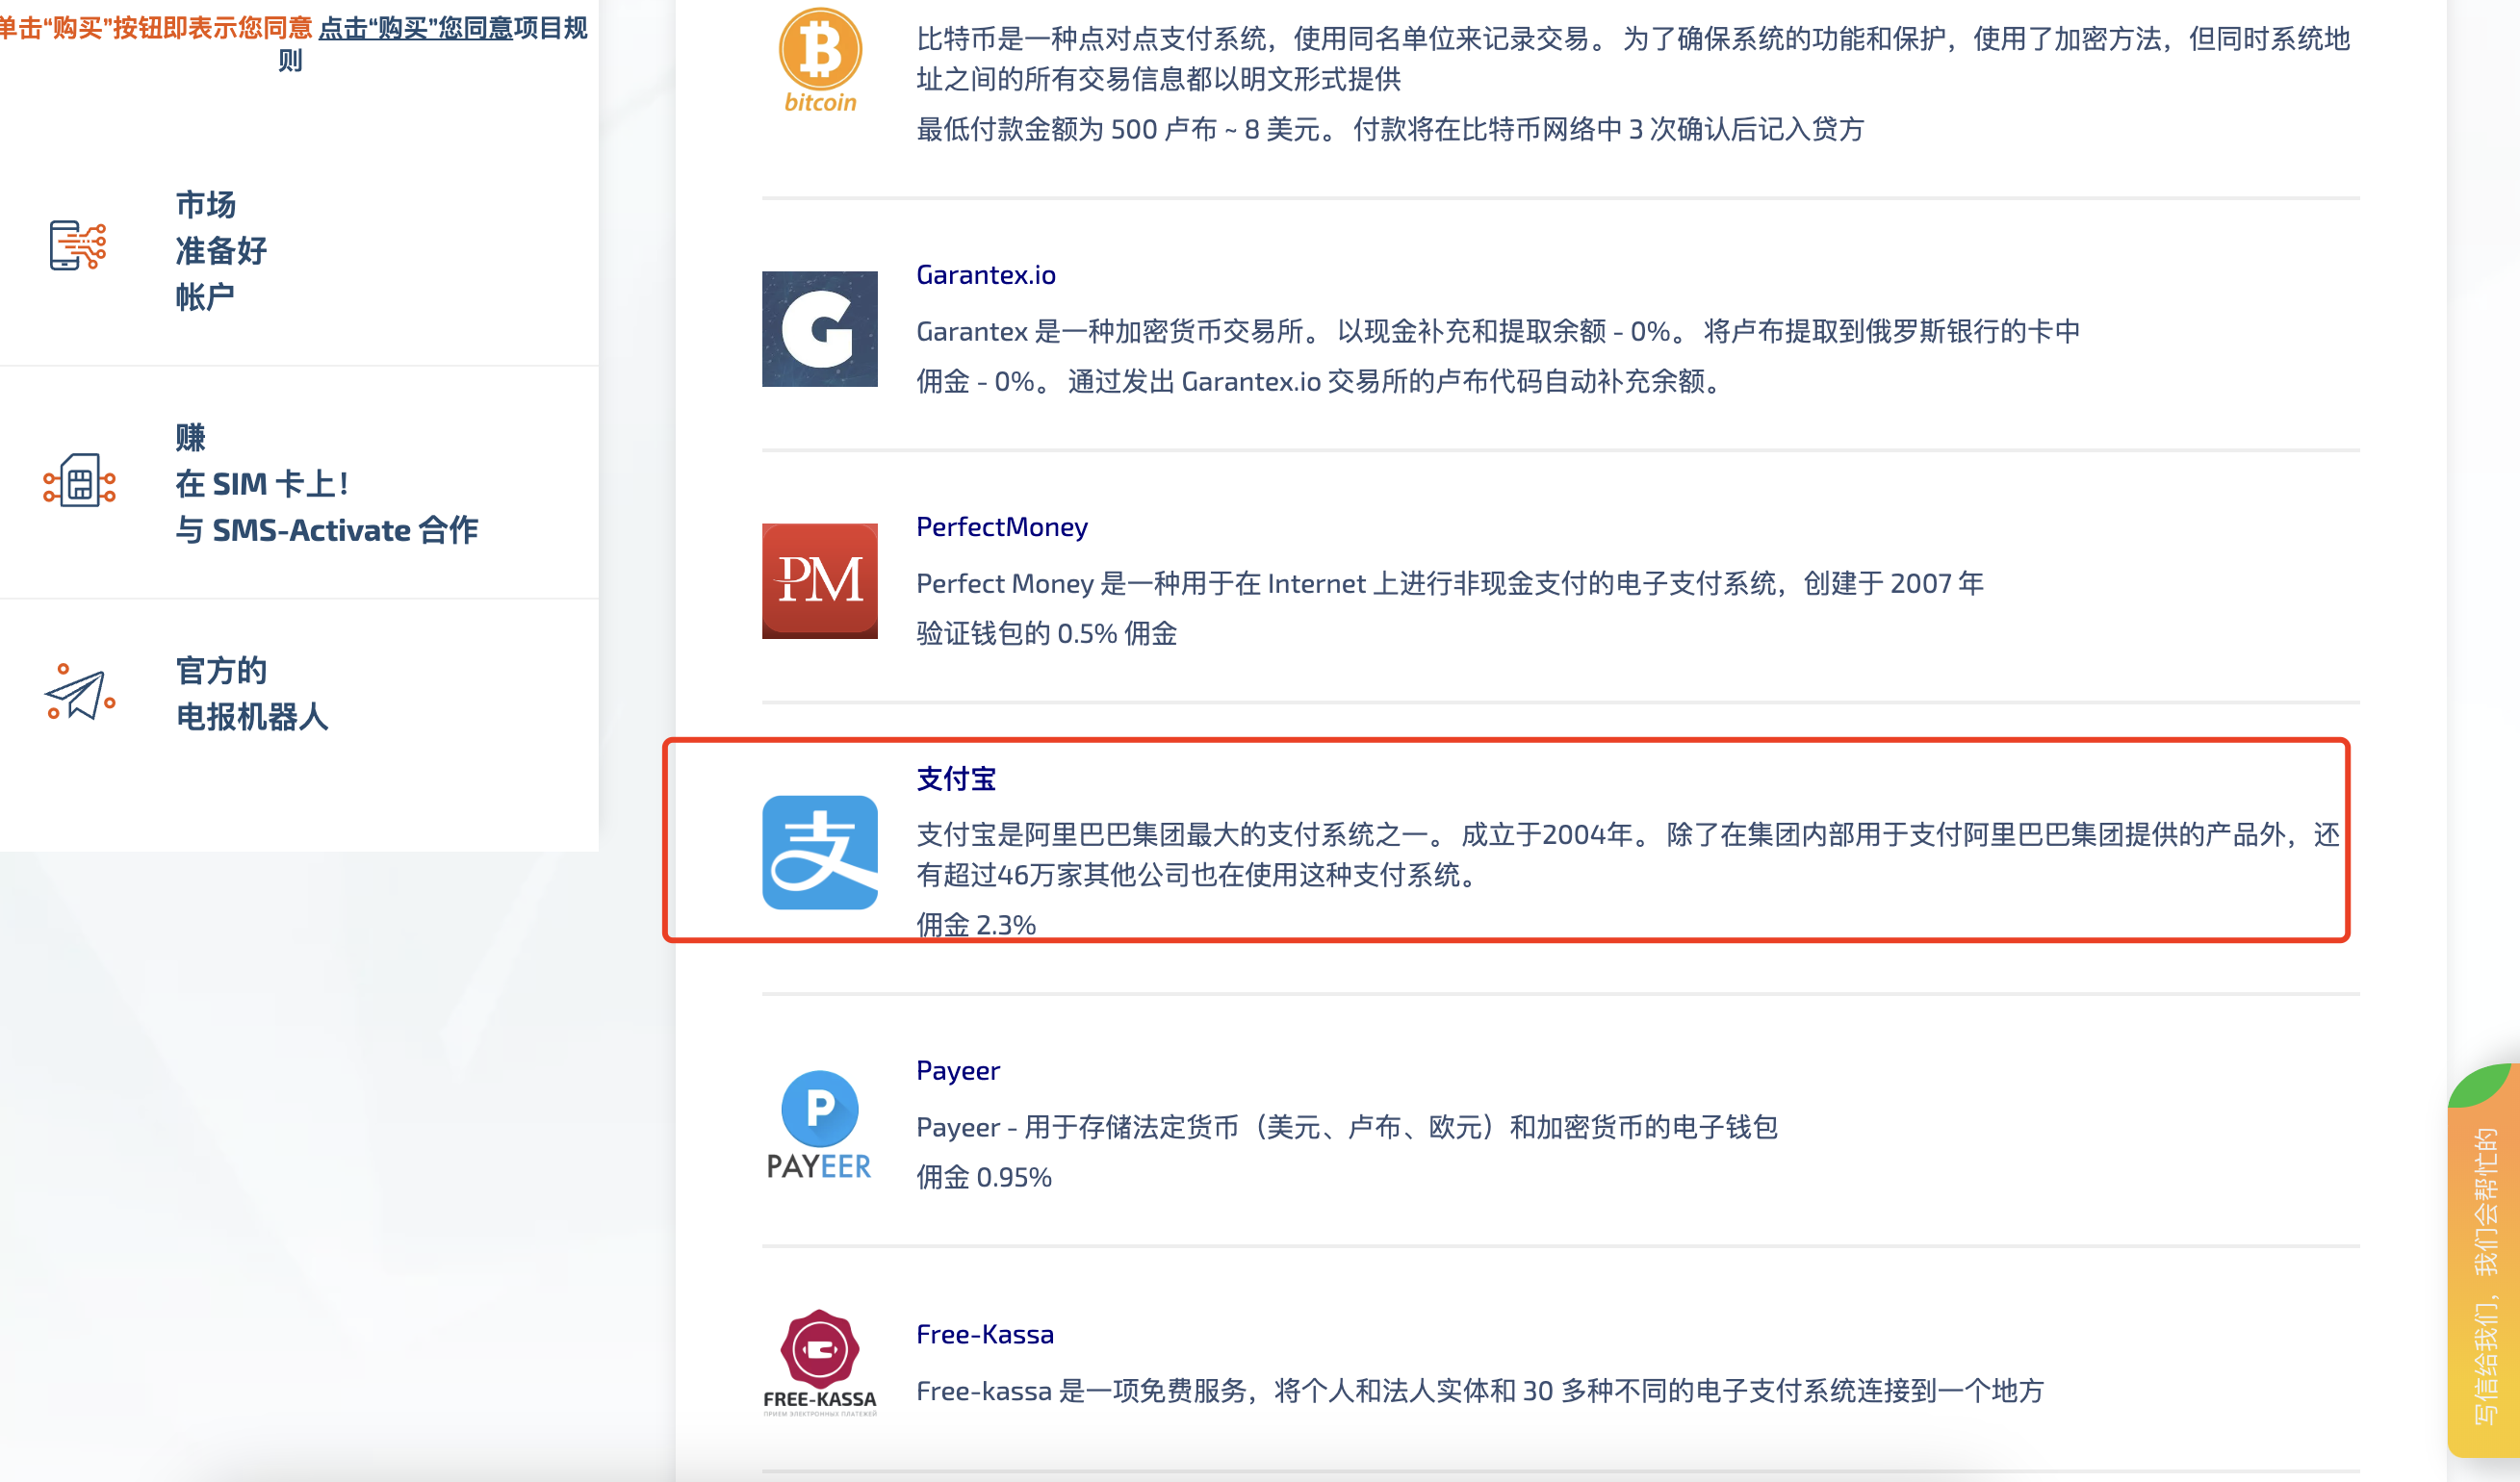 单击“购买”按钮即表示您同意 点击“购买”您同意项目规
则
市场
准备好
帐户
赚
在 SIM 卡上!
与 SMS-Activate 合作
官方的
电报机器人
bitcoin
比特币是一种点对点支付系统，使用同名单位来记录交易。 为了确保系统的功能和保护，使用了加密方法，但同时系统地
址之间的所有交易信息都以明文形式提供
最低付款金额为 500 卢布 ~ 8 美元。 付款将在比特币网络中 3 次确认后记入贷方
G
Garantex.io
Garantex 是一种加密货币交易所。 以现金补充和提取余额 - 0%。 将卢布提取到俄罗斯银行的卡中
佣金 - 0%。 通过发出 Garantex.io 交易所的卢布代码自动补充余额。
PM
PerfectMoney
Perfect Money 是一种用于在 Internet 上进行非现金支付的电子支付系统，创建于 2007 年
验证钱包的 0.5% 佣金
支
支付宝
支付宝是阿里巴巴集团最大的支付系统之一。 成立于2004年。 除了在集团内部用于支付阿里巴巴集团提供的产品外，还
有超过46万家其他公司也在使用这种支付系统。
佣金 2.3%
P
PAYEER
Payeer
Payeer - 用于存储法定货币（美元、卢布、欧元）和加密货币的电子钱包
佣金 0.95%
FREE-KASSA
ПРИЕМ ЭЛЕКТРОННЫХ ПЛАТЕЖЕЙ
Free-Kassa
Free-kassa 是一项免费服务，将个人和法人实体和 30 多种不同的电子支付系统连接到一个地方
写信给我们，我们会帮忙的